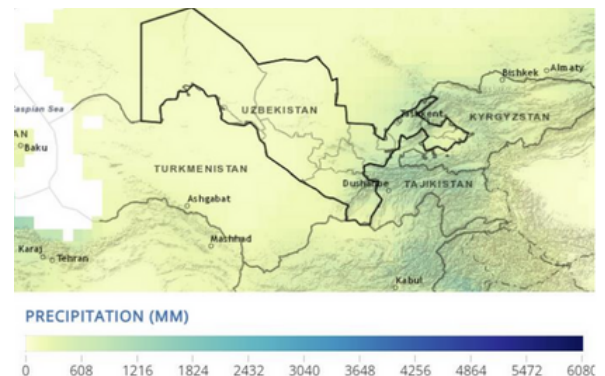 Bishkek
Almaty
Caspian Sea
UZBEKISTAN
Tashkent
KYRGYZSTAN
AN
Baku
TURKMENISTAN
Dushanbe
TAJIKISTAN
Ashgabat
Mashhad
Karaj
Tehran
Kabul
PRECIPITATION (MM)
0 608 1216 1824 2432 3040 3648 4256 4864 5472 6080